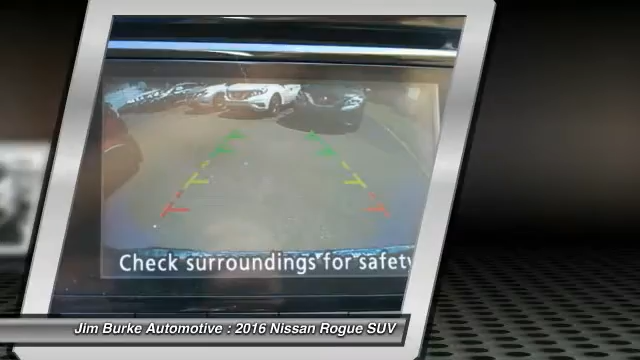 Check surroundings for safety
Jim Burke Automotive : 2016 Nissan Rogue SUV